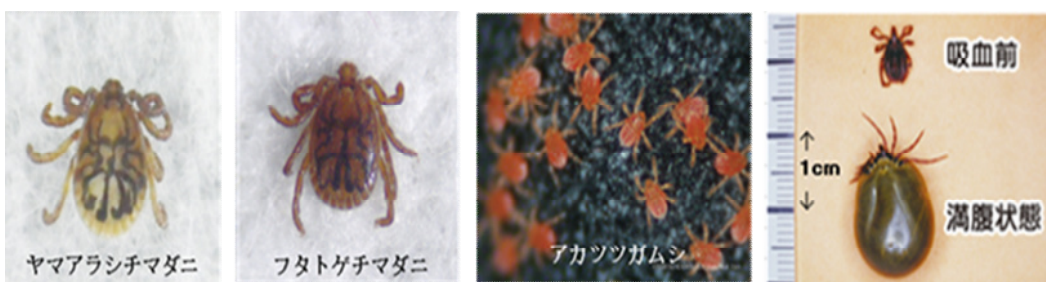 ヤマアラシチマダニ
フタトゲチマダニ
アカツツガムシ
吸血前
1cm
満腹状態